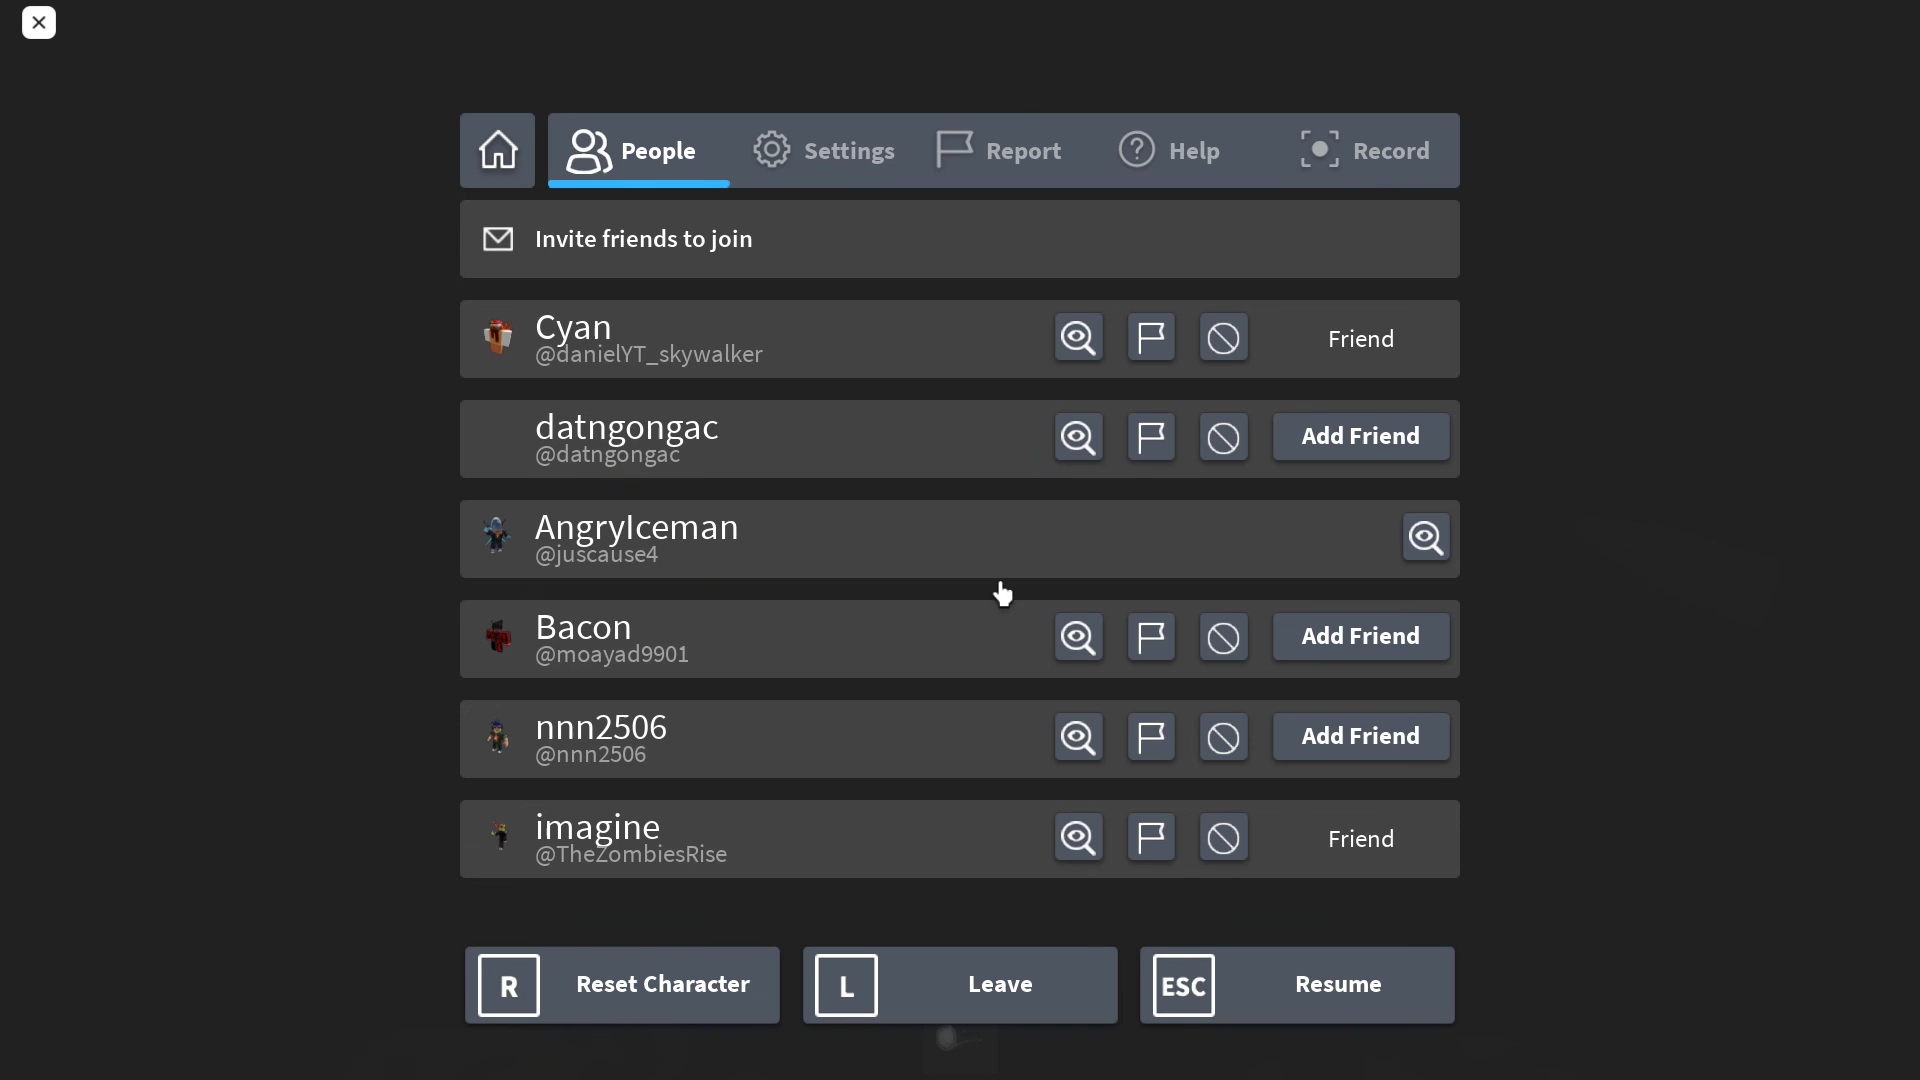 People Settings Report Help Record
Invite friends to join
Cyan
@danielYT_skywalker
Friend
datngongac
@datngongac
Add Friend
AngryIceman
@juscause4
Bacon
@moayad9901
Add Friend
nnn2506
@nnn2506
Add Friend
imagine
@TheZombiesRise
Friend
R Reset Character
L Leave
ESC Resume